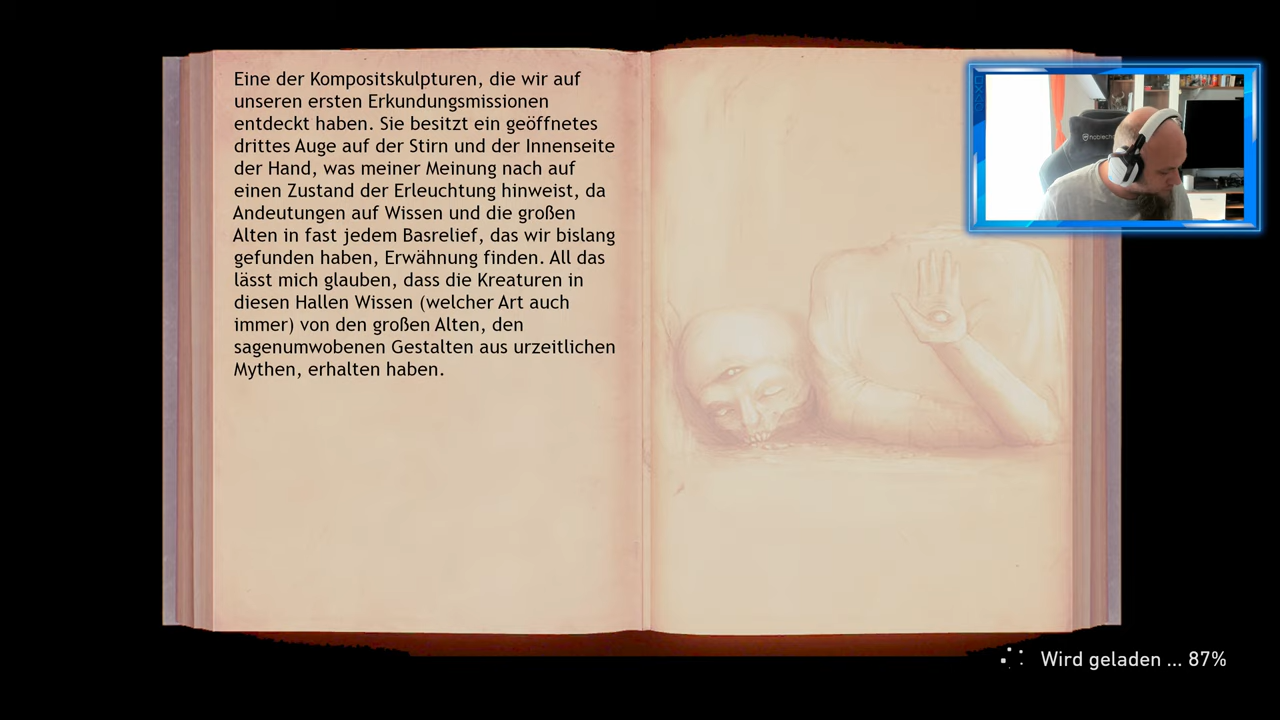 Eine der Kompositskulpturen, die wir auf
unseren ersten Erkundungsmissionen
entdeckt haben. Sie besitzt ein geöffnetes
drittes Auge auf der Stirn und der Innenseite
der Hand, was meiner Meinung nach auf
einen Zustand der Erleuchtung hinweist, da
Andeutungen auf Wissen und die großen
Alten in fast jedem Basrelief, das wir bislang
gefunden haben, Erwähnung finden. All das
lässt mich glauben, dass die Kreaturen in
diesen Hallen Wissen (welcher Art auch
immer) von den großen Alten, den
sagenumwobenen Gestalten aus urzeitlichen
Mythen, erhalten haben.
Wird geladen ... 87%